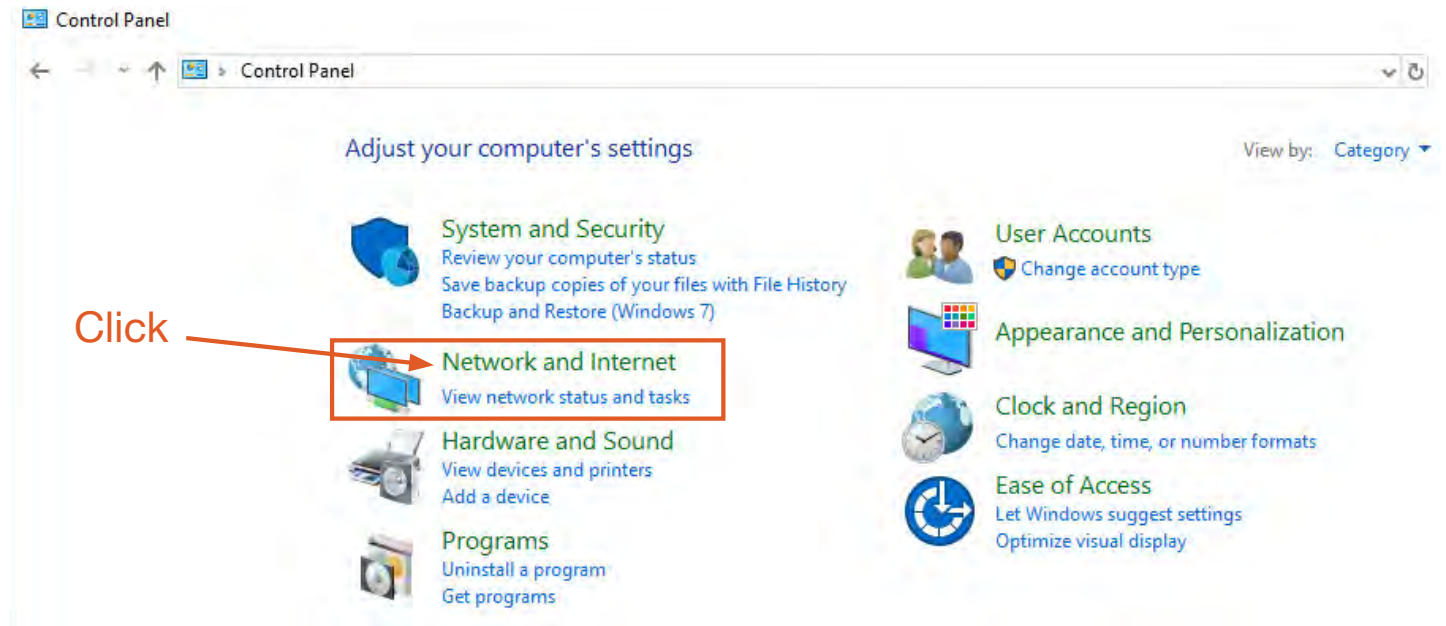 Control Panel
Control Panel
Adjust your computer's settings
View by: Category
System and Security
Review your computer's status
Save backup copies of your files with File History
Backup and Restore (Windows 7)
Click
Network and Internet
View network status and tasks
Hardware and Sound
View devices and printers
Add a device
Programs
Uninstall a program
Get programs
User Accounts
Change account type
Appearance and Personalization
Clock and Region
Change date, time, or number formats
Ease of Access
Let Windows suggest settings
Optimize visual display